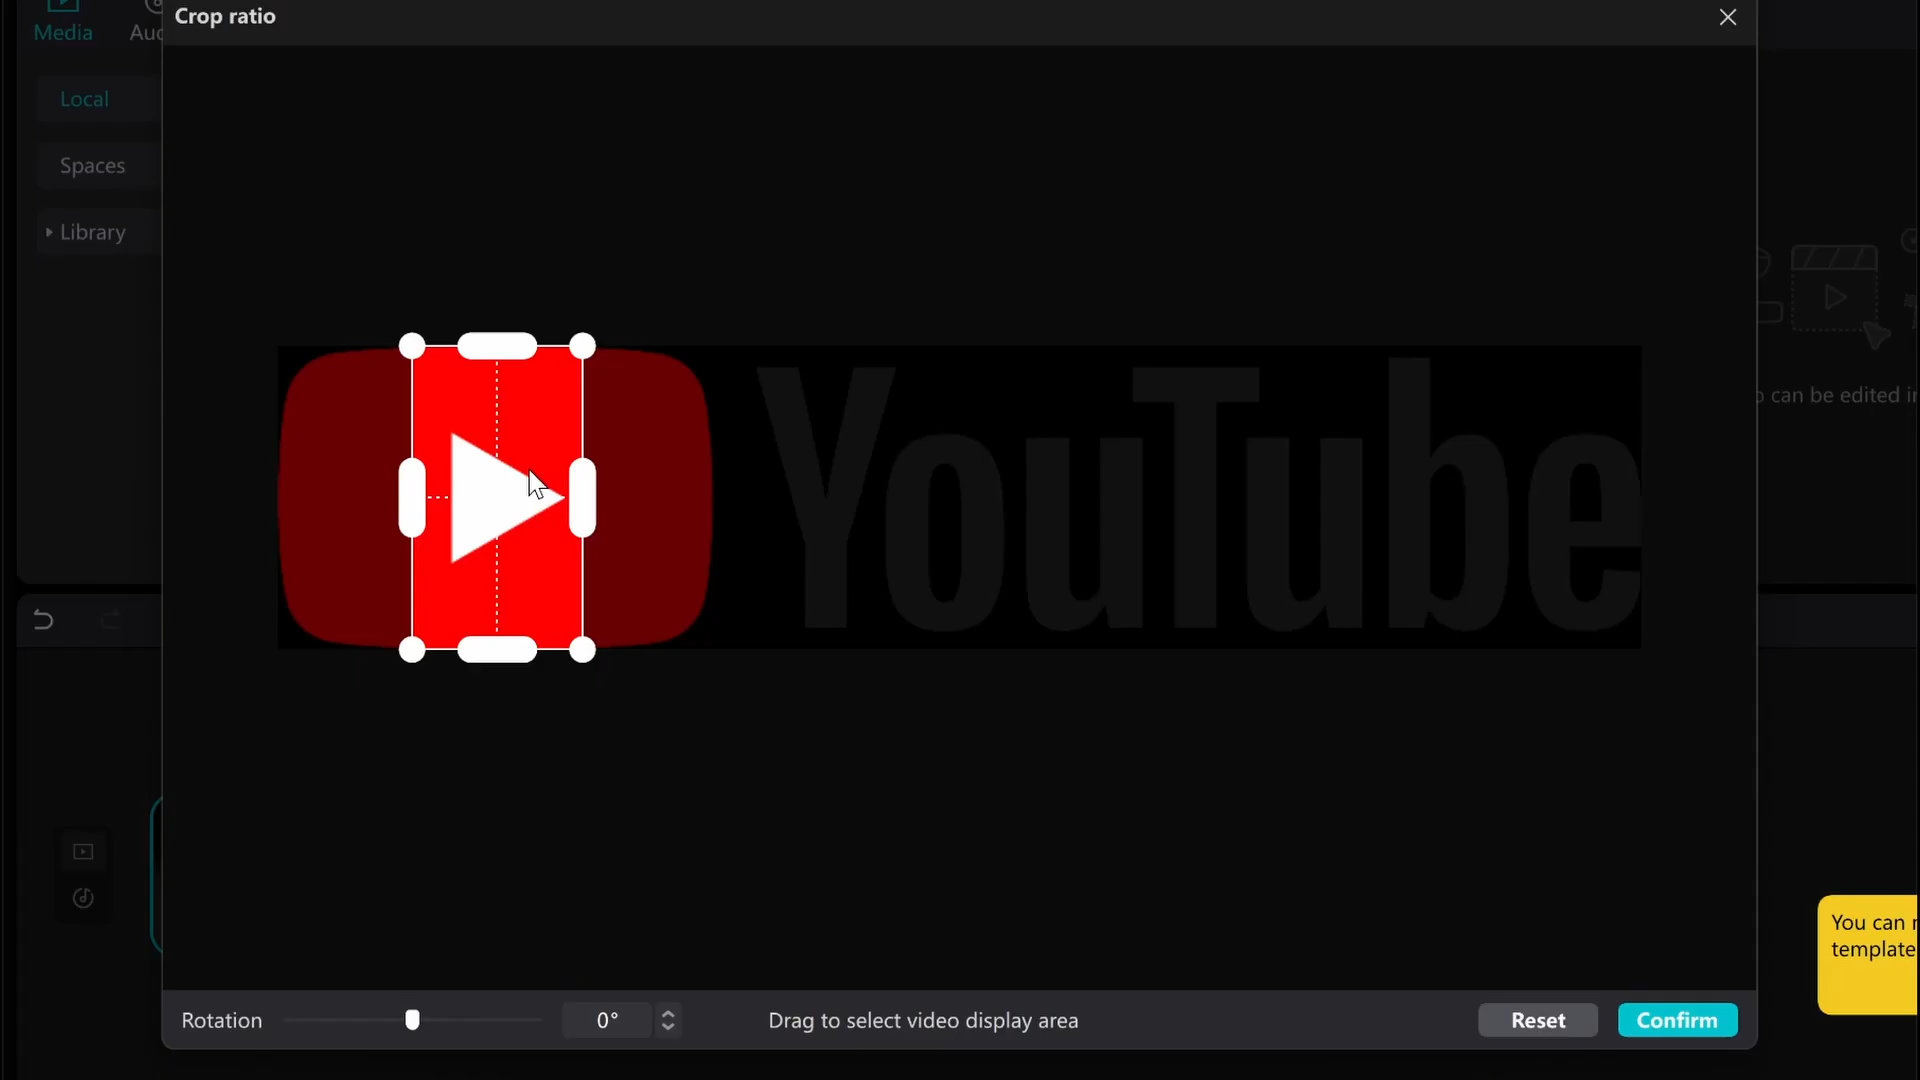 Crop ratio
Media
Local
Spaces
Library
YouTube
can be edited
You can
template
Rotation
0°
Drag to select video display area
Reset
Confirm